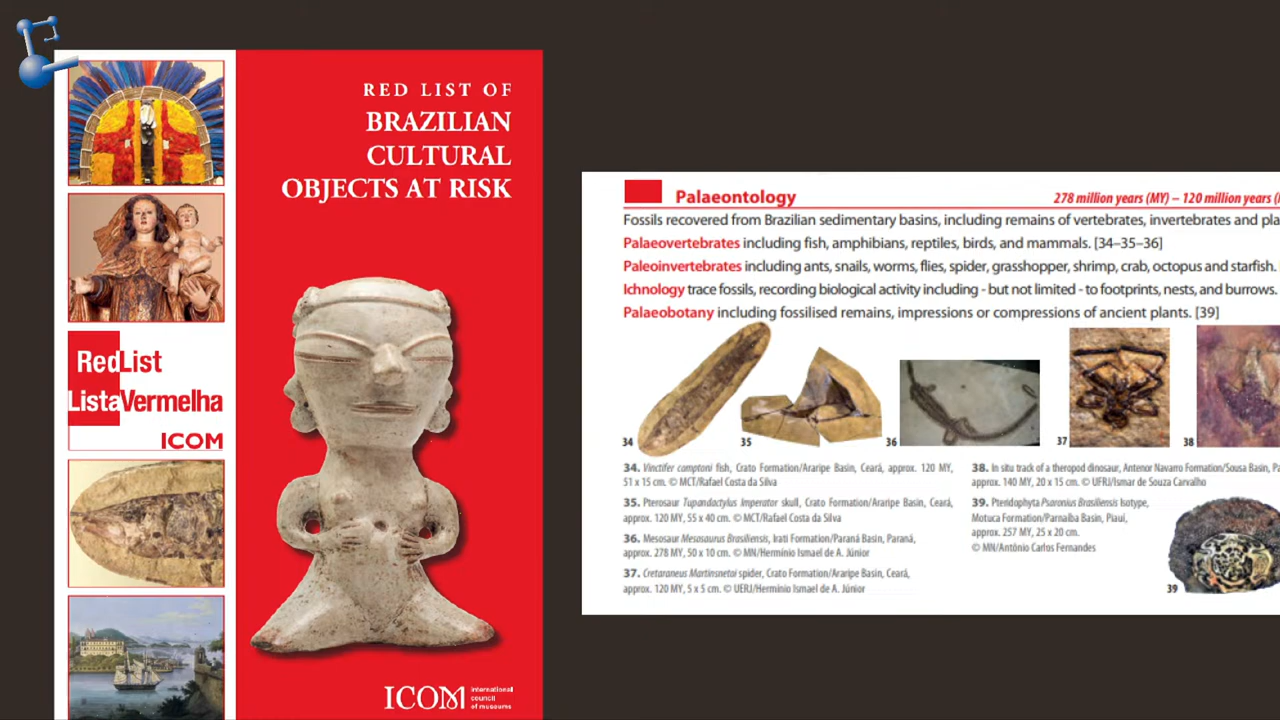 RED LIST OF
BRAZILIAN
CULTURAL
OBJECTS AT RISK
RedList
ListaVermelha
ICOM
ICOM international
council
of museums
Palaeontology 278 million years (MY) – 120 million years
Fossils recovered from Brazilian sedimentary basins, including remains of vertebrates, invertebrates and
Palaeovertebrates including fish, amphibians, reptiles, birds, and mammals. [34–35–36]
Paleoinvertebrates including ants, snails, worms, flies, spider, grasshopper, shrimp, crab, octopus and starfish.
Ichnology trace fossils, recording biological activity including - but not limited - to footprints, nests, and burrows.
Palaeobotany including fossilised remains, impressions or compressions of ancient plants. [39]
34 35 36 37 38
34. Vinctifer comptoni fish, Crato Formation/Araripe Basin, Ceará, approx. 120 MY,
51 x 15 cm. © MCT/Rafael Costa da Silva
35. Pterosaur Tupandactylus Imperator skull, Crato Formation/Araripe Basin, Ceará,
approx. 120 MY, 55 x 40 cm. © MCT/Rafael Costa da Silva
36. Mesosaur Mesosaurus Brasiliensis, Irati Formation/Paraná Basin, Paraná,
approx. 278 MY, 50 x 10 cm. © MN/Hermínio Ismael de A. Júnior
37. Cretaraneus Martinsnetoi spider, Crato Formation/Araripe Basin, Ceará,
approx. 120 MY, 5 x 5 cm. © UERJ/Hermínio Ismael de A. Júnior
38. In situ track of a theropod dinosaur, Antenor Navarro Formation/Sousa Basin,
approx. 140 MY, 20 x 15 cm. © UFRJ/Ismar de Souza Carvalho
39. Pteridophyta Psaronius Brasiliensis Isotype,
Motuca Formation/Parnaíba Basin, Piauí,
approx. 257 MY, 25 x 20 cm.
© MN/Antônio Carlos Fernandes
39